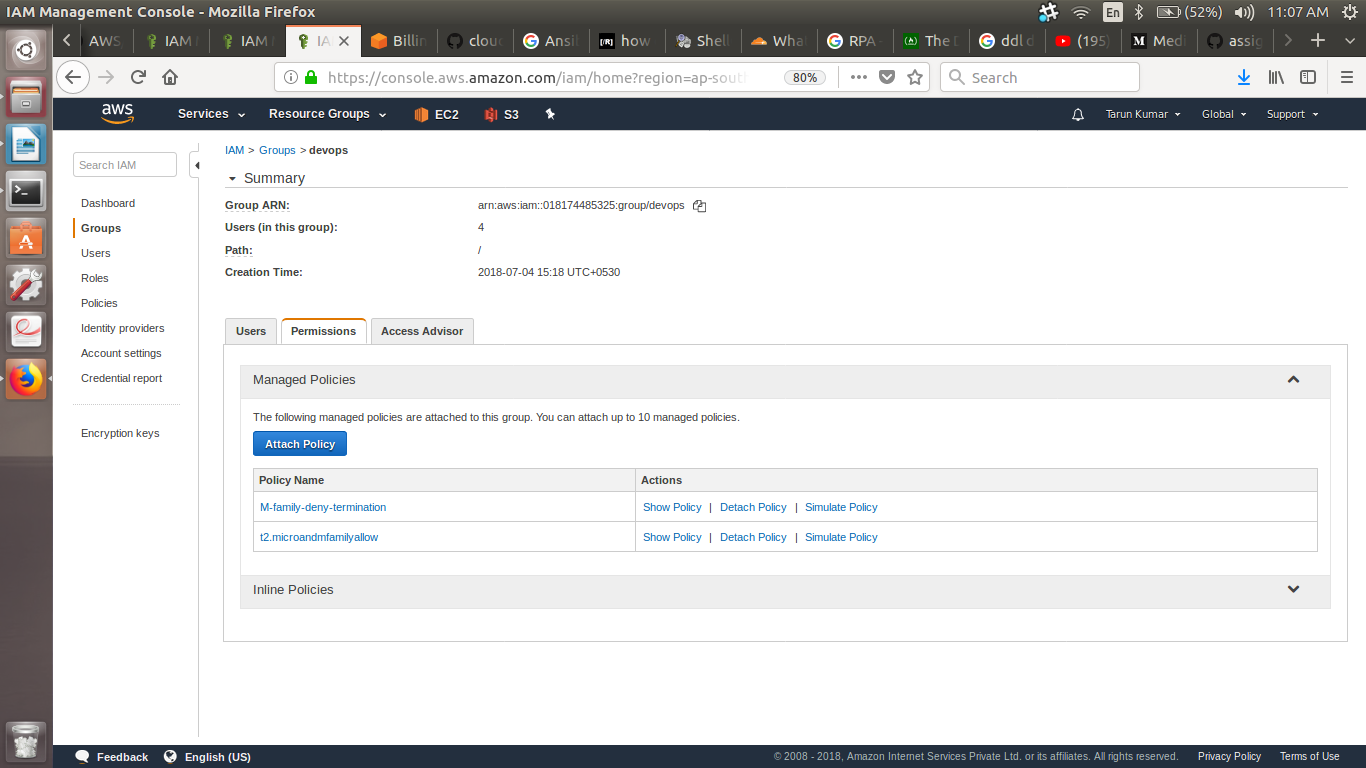 IAM Management Console - Mozilla Firefox
En (52%) 11:07 AM
AWS IAM IAM IA Billin clou Ansil how Shell Wha RPA - The D ddl d (195) Medi assig
https://console.aws.amazon.com/iam/home?region=ap-sout 80% Search
aws Services Resource Groups EC2 S3 Tarun Kumar Global Support
Search IAM
Dashboard
Groups
Users
Roles
Policies
Identity providers
Account settings
Credential report
Encryption keys
IAM > Groups > devops
Summary
Group ARN: arn:aws:iam::018174485325:group/devops
Users (in this group): 4
Path: /
Creation Time: 2018-07-04 15:18 UTC+0530
Users Permissions Access Advisor
Managed Policies
The following managed policies are attached to this group. You can attach up to 10 managed policies.
Attach Policy
Policy Name Actions
M-family-deny-termination Show Policy | Detach Policy | Simulate Policy
t2.microandmfamilyallow Show Policy | Detach Policy | Simulate Policy
Inline Policies
Feedback English (US) © 2008 - 2018, Amazon Internet Services Private Ltd. or its affiliates. All rights reserved. Privacy Policy Terms of Use